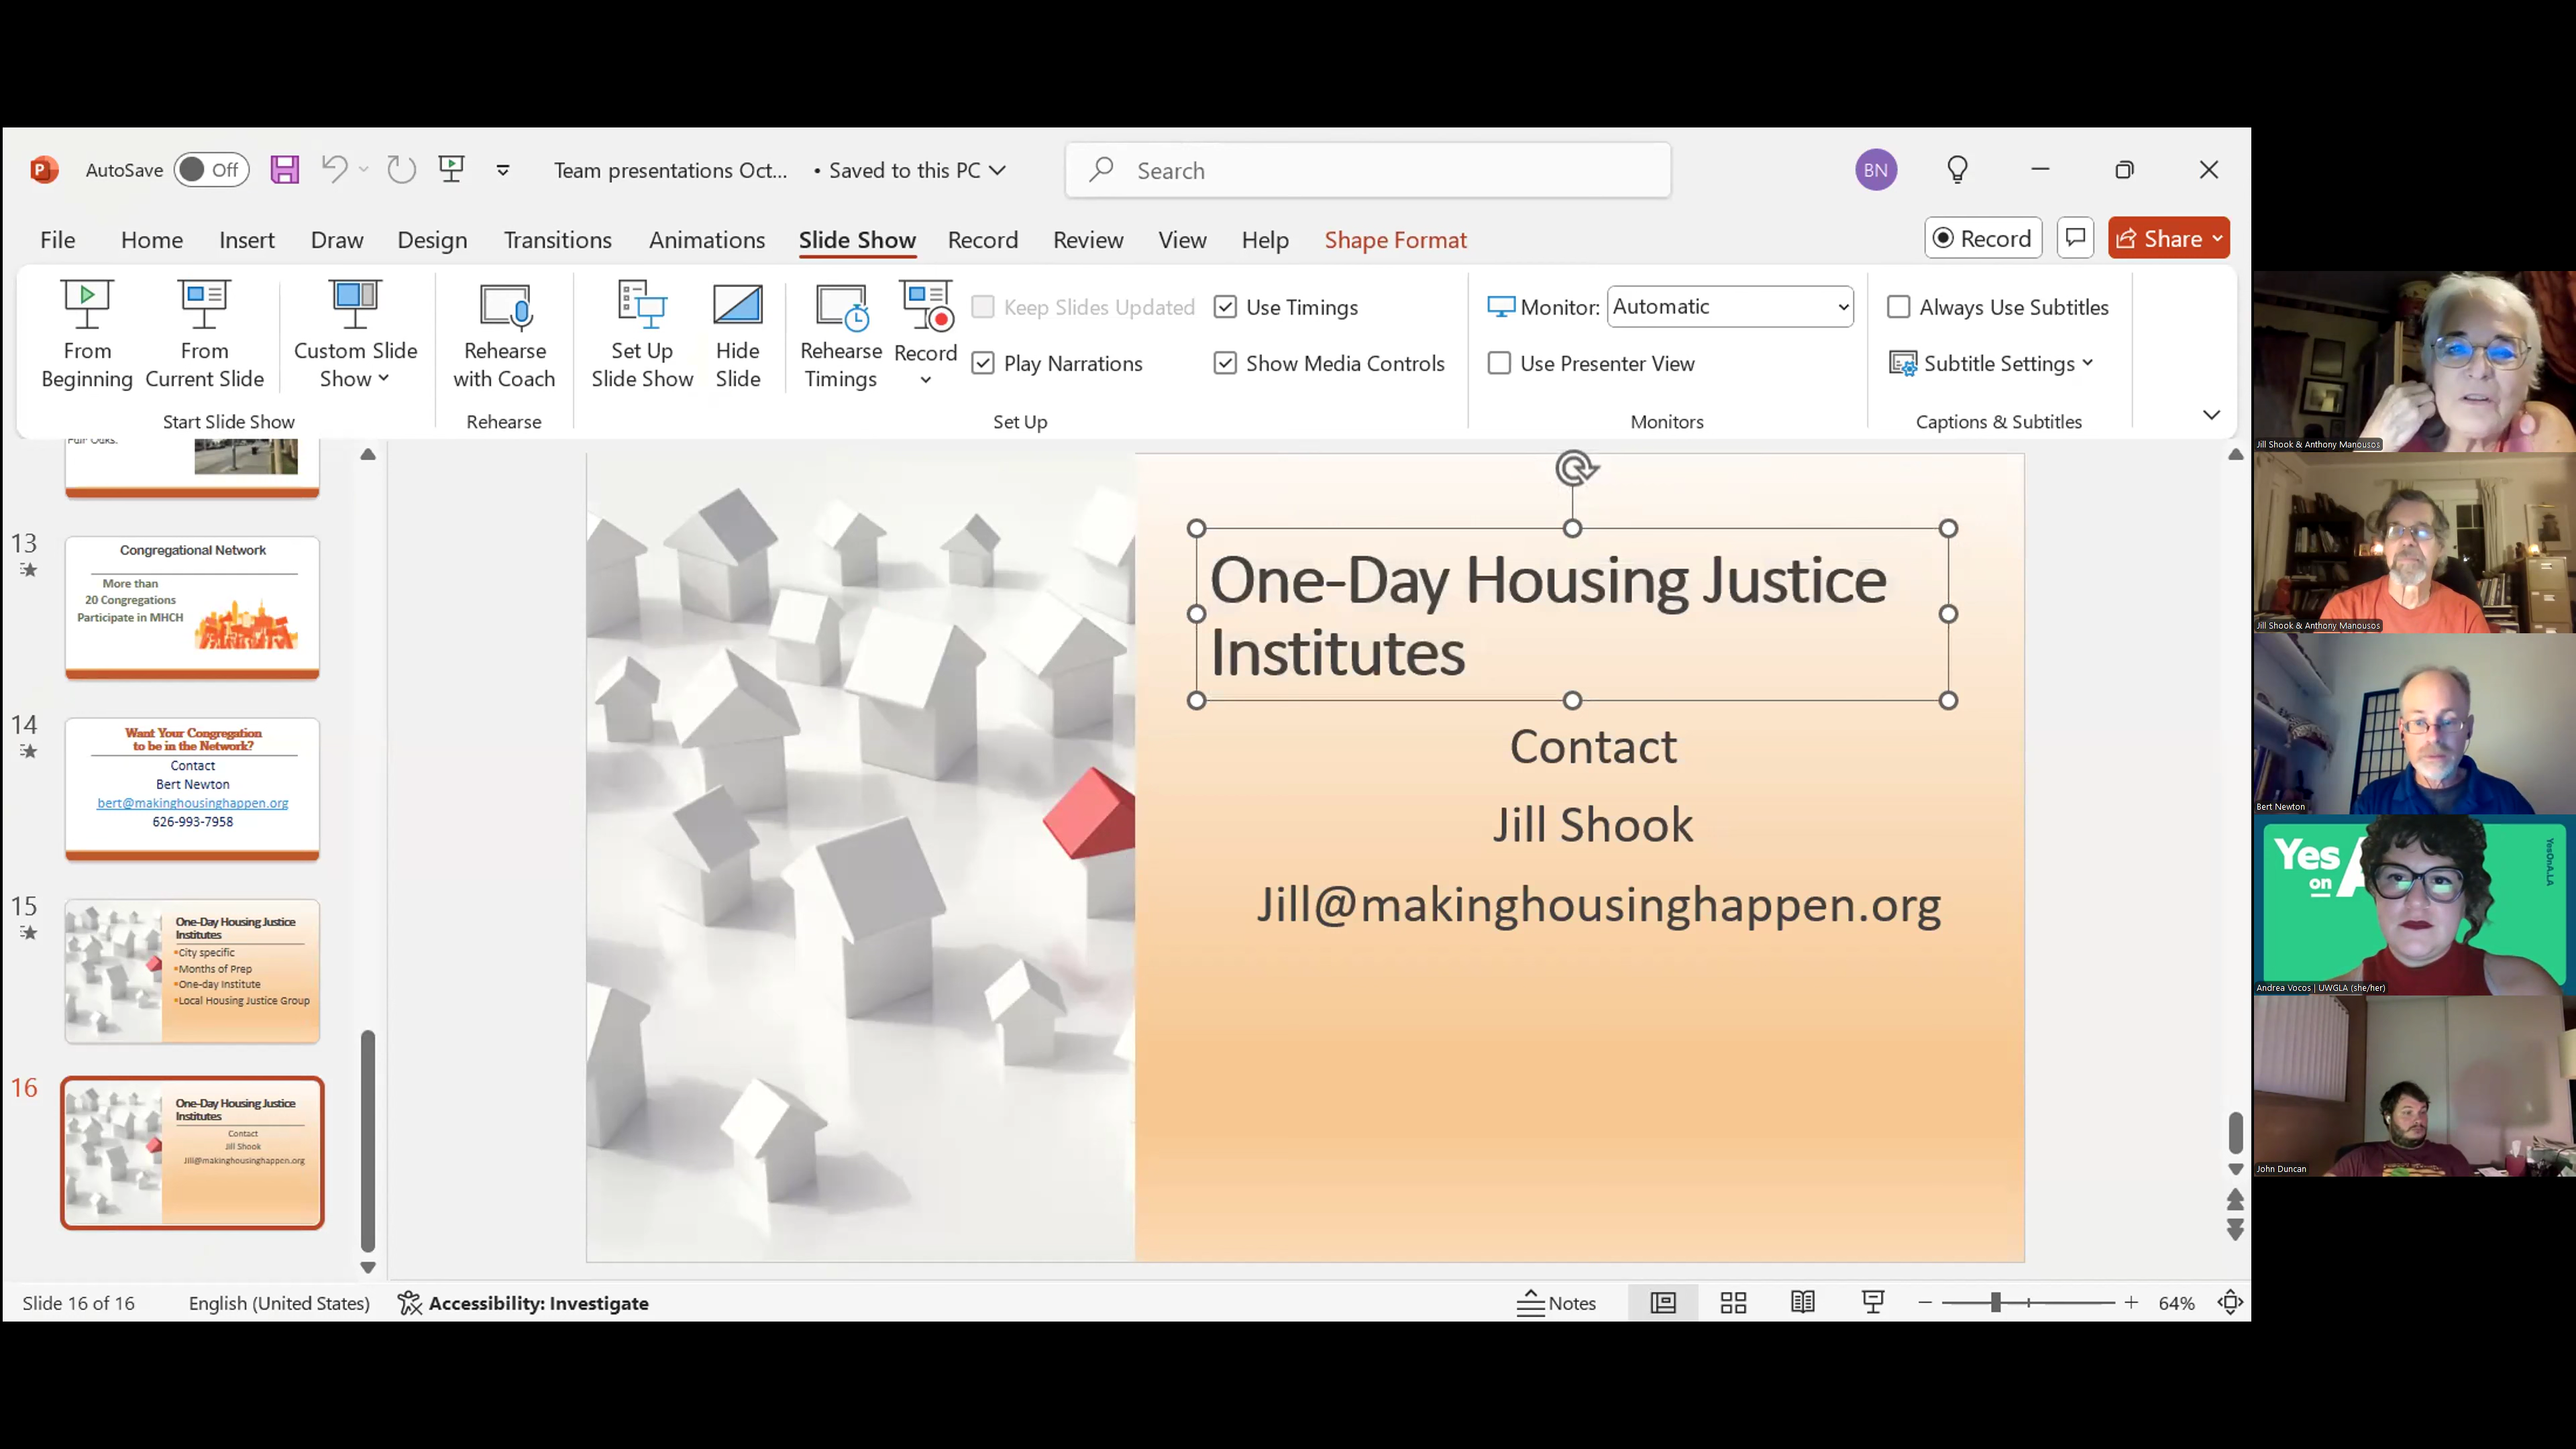 AutoSave
Off
Team presentations Oct...
• Saved to this PC
Search
BN
File
Home
Insert
Draw
Design
Transitions
Animations
Slide Show
Record
Review
View
Help
Shape Format
Record
Share
From
Beginning
From
Current Slide
Custom Slide
Show
Start Slide Show
Rehearse
with Coach
Rehearse
Set Up
Slide Show
Hide
Slide
Rehearse
Timings
Record
Keep Slides Updated
Play Narrations
Use Timings
Show Media Controls
Set Up
Monitor:
Automatic
Use Presenter View
Monitors
Always Use Subtitles
Subtitle Settings
Captions & Subtitles
13
Congregational Network
More than
20 Congregations
Participate in MHCH
14
Want Your Congregation
to be in the Network?
Contact
Bert Newton
bert@makinghousinghappen.org
626-993-7958
15
One-Day Housing Justice
Institutes
▪City specific
▪Months of Prep
▪One-day Institute
▪Local Housing Justice Group
16
One-Day Housing Justice
Institutes
Contact
Jill Shook
Jill@makinghousinghappen.org
One-Day Housing Justice
Institutes
Contact
Jill Shook
Jill@makinghousinghappen.org
Jill Shook & Anthony Manousos
Jill Shook & Anthony Manousos
Bert Newton
Yes
on
YesOnA.LA
Andrea Vocos | UWGLA (she/her)
John Duncan
Slide 16 of 16
English (United States)
Accessibility: Investigate
Notes
64%